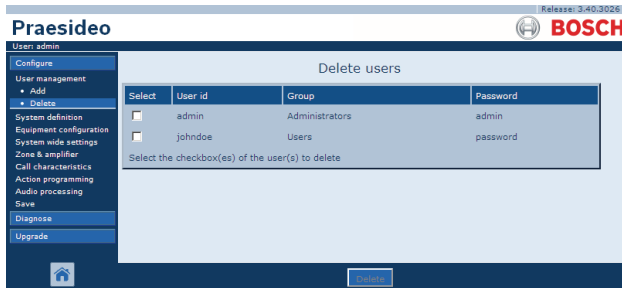 Release: 3.40.3026
Praesideo
BOSCH
User: admin
Configure
User management
• Add
• Delete
System definition
Equipment configuration
System wide settings
Zone & amplifier
Call characteristics
Action programming
Audio processing
Save
Diagnose
Upgrade
Delete users
Select User id Group Password
admin Administrators admin
johndoe Users password
Select the checkbox(es) of the user(s) to delete
Delete